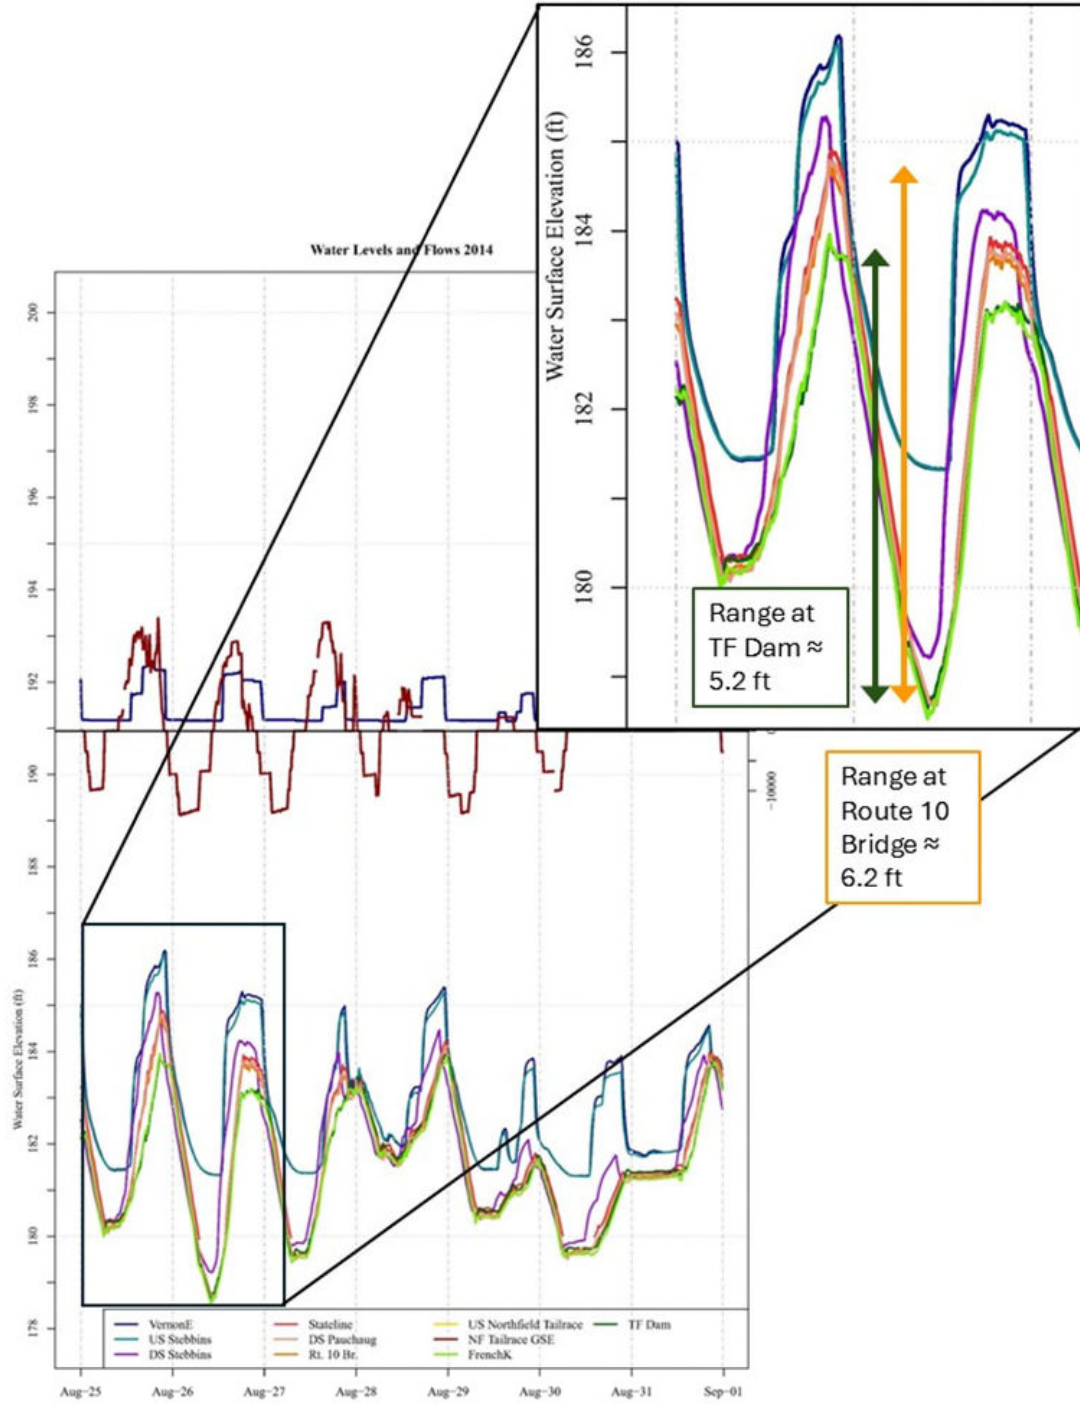 Water Levels and Flows 2014
186
184
182
180
Water Surface Elevation (ft)
Range at
TF Dam ≈
5.2 ft
Range at
Route 10
Bridge ≈
6.2 ft
200
198
196
194
192
190
188
186
184
182
180
178
Water Surface Elevation (ft)
−10000
VernonE
US Stebbins
DS Stebbins
Stateline
DS Pauchaug
Rt. 10 Br.
US Northfield Tailrace
NF Tailrace GSE
FrenchK
TF Dam
Aug−25 Aug−26 Aug−27 Aug−28 Aug−29 Aug−30 Aug−31 Sep−01